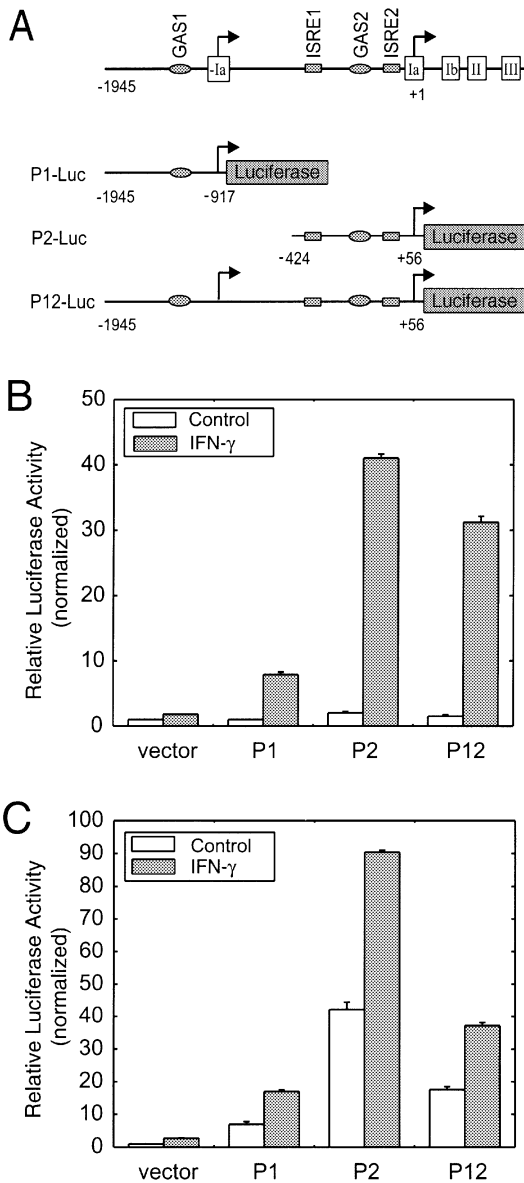 A
GAS1
ISRE1
GAS2
ISRE2
-Ia
Ia
Ib
II
III
-1945
+1
P1-Luc
Luciferase
-1945
-917
P2-Luc
Luciferase
-424
+56
P12-Luc
Luciferase
-1945
+56
B
Relative Luciferase Activity
(normalized)
50
40
30
20
10
0
Control
IFN-γ
vector
P1
P2
P12
C
Relative Luciferase Activity
(normalized)
100
90
80
70
60
50
40
30
20
10
0
Control
IFN-γ
vector
P1
P2
P12